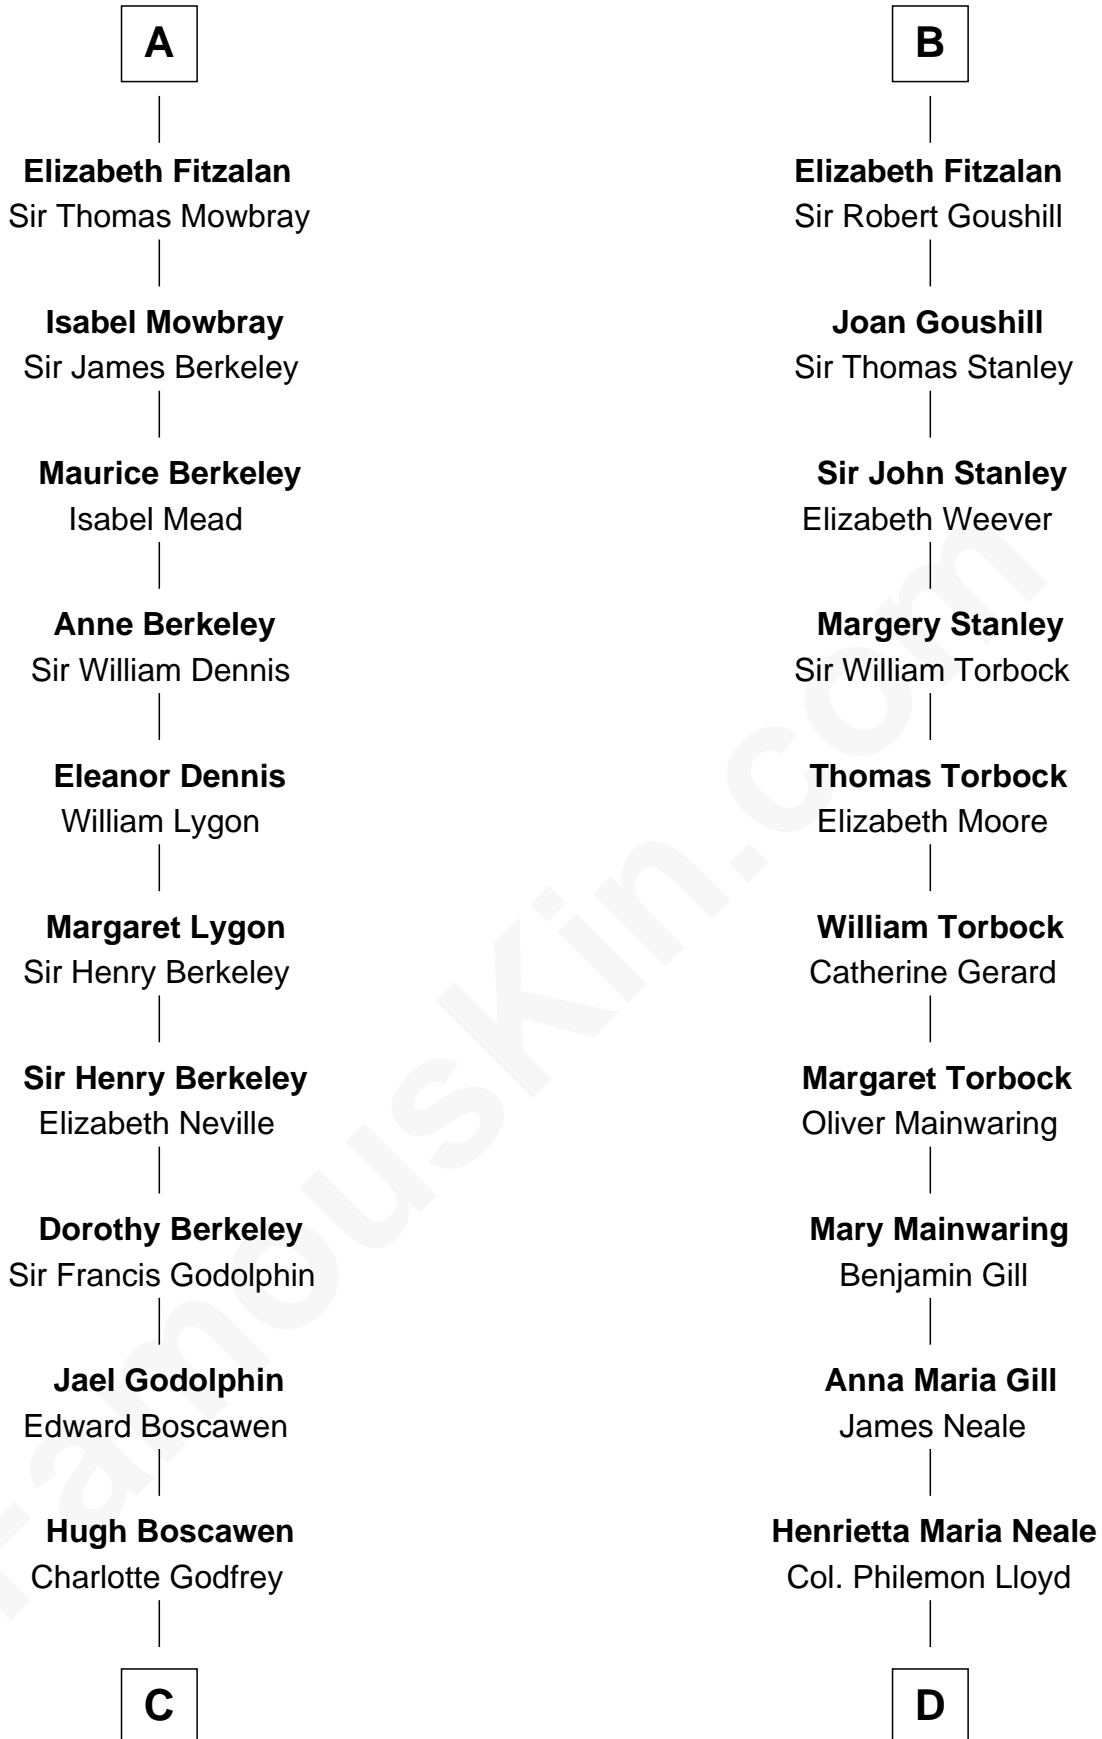 A
Elizabeth Fitzalan
Sir Thomas Mowbray
Isabel Mowbray
Sir James Berkeley
Maurice Berkeley
Isabel Mead
Anne Berkeley
Sir William Dennis
Eleanor Dennis
William Lygon
Margaret Lygon
Sir Henry Berkeley
Sir Henry Berkeley
Elizabeth Neville
Dorothy Berkeley
Sir Francis Godolphin
Jael Godolphin
Edward Boscawen
Hugh Boscawen
Charlotte Godfrey
C
B
Elizabeth Fitzalan
Sir Robert Goushill
Joan Goushill
Sir Thomas Stanley
Sir John Stanley
Elizabeth Weever
Margery Stanley
Sir William Torbock
Thomas Torbock
Elizabeth Moore
William Torbock
Catherine Gerard
Margaret Torbock
Oliver Mainwaring
Mary Mainwaring
Benjamin Gill
Anna Maria Gill
James Neale
Henrietta Maria Neale
Col. Philemon Lloyd
D
FamousKin.com